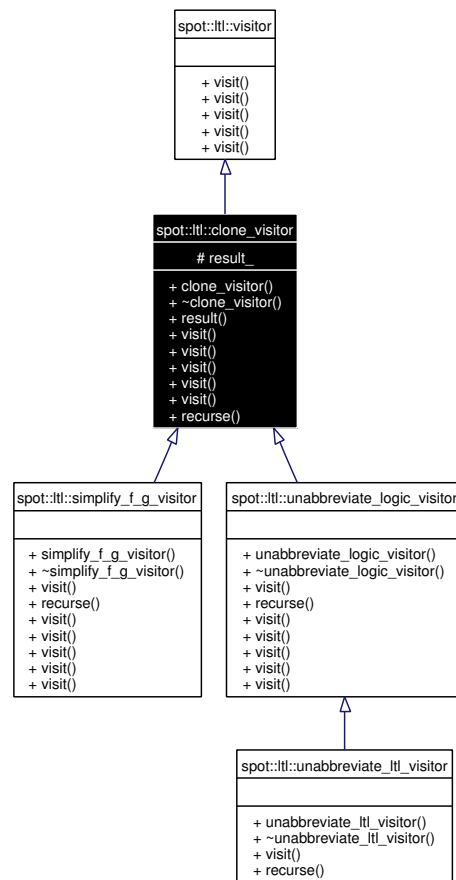 spot::ltl::visitor
+ visit()
+ visit()
+ visit()
+ visit()
+ visit()
spot::ltl::clone_visitor
# result_
+ clone_visitor()
+ ~clone_visitor()
+ result()
+ visit()
+ visit()
+ visit()
+ visit()
+ visit()
+ recurse()
spot::ltl::simplify_f_g_visitor
+ simplify_f_g_visitor()
+ ~simplify_f_g_visitor()
+ visit()
+ recurse()
+ visit()
+ visit()
+ visit()
+ visit()
+ visit()
spot::ltl::unabbreviate_logic_visitor
+ unabbreviate_logic_visitor()
+ ~unabbreviate_logic_visitor()
+ visit()
+ recurse()
+ visit()
+ visit()
+ visit()
+ visit()
+ visit()
spot::ltl::unabbreviate_ltl_visitor
+ unabbreviate_ltl_visitor()
+ ~unabbreviate_ltl_visitor()
+ visit()
+ recurse()